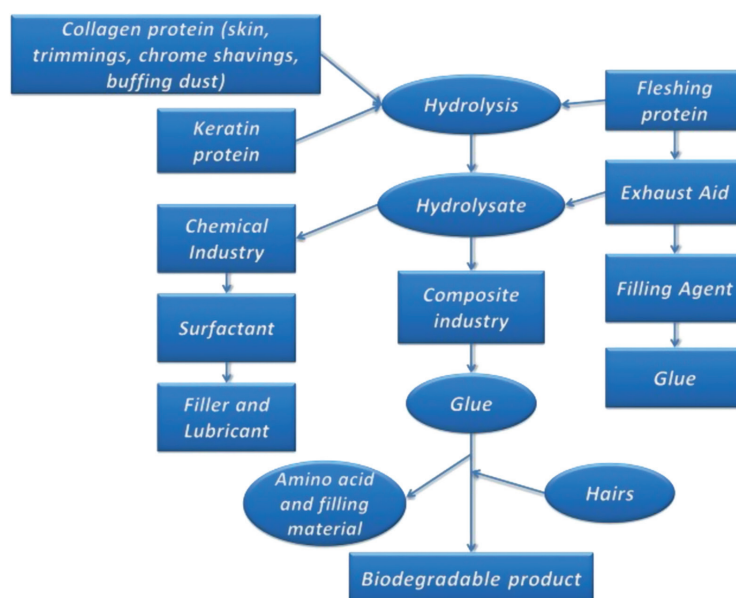 Collagen protein (skin,
trimmings, chrome shavings,
buffing dust)
Hydrolysis
Fleshing
protein
Keratin
protein
Hydrolysate
Exhaust Aid
Chemical
Industry
Composite
industry
Filling Agent
Surfactant
Glue
Filler and
Lubricant
Glue
Amino acid
and filling
material
Hairs
Biodegradable product